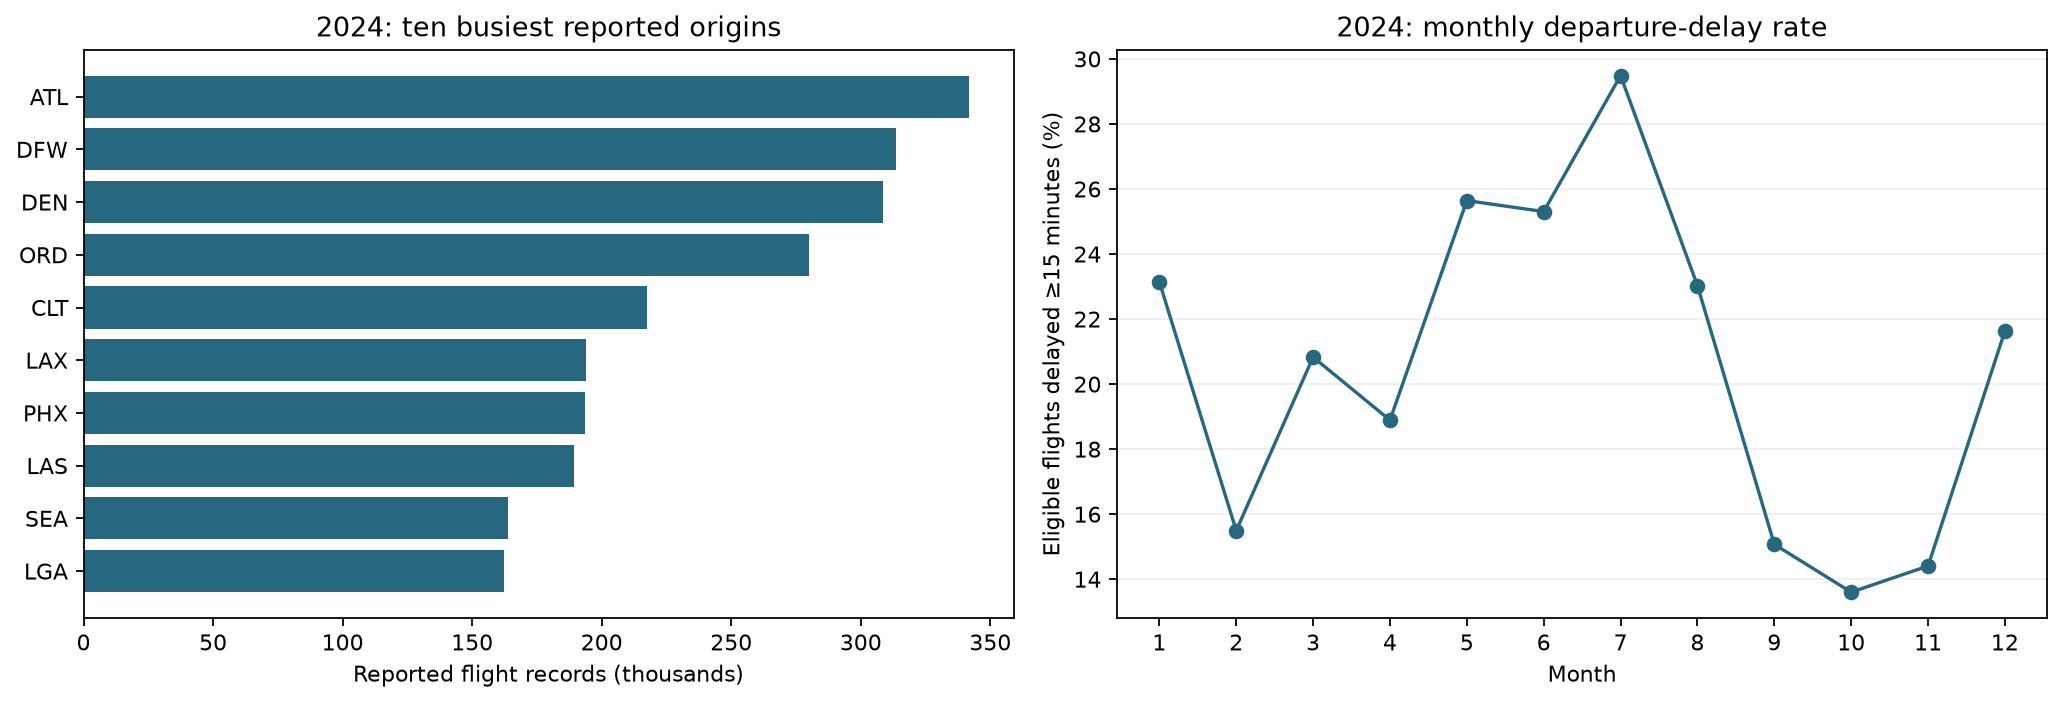 2024: ten busiest reported origins
ATL
DFW
DEN
ORD
CLT
LAX
PHX
LAS
SEA
LGA
0 50 100 150 200 250 300 350
Reported flight records (thousands)
2024: monthly departure-delay rate
Eligible flights delayed ≥15 minutes (%)
30
28
26
24
22
20
18
16
14
1 2 3 4 5 6 7 8 9 10 11 12
Month